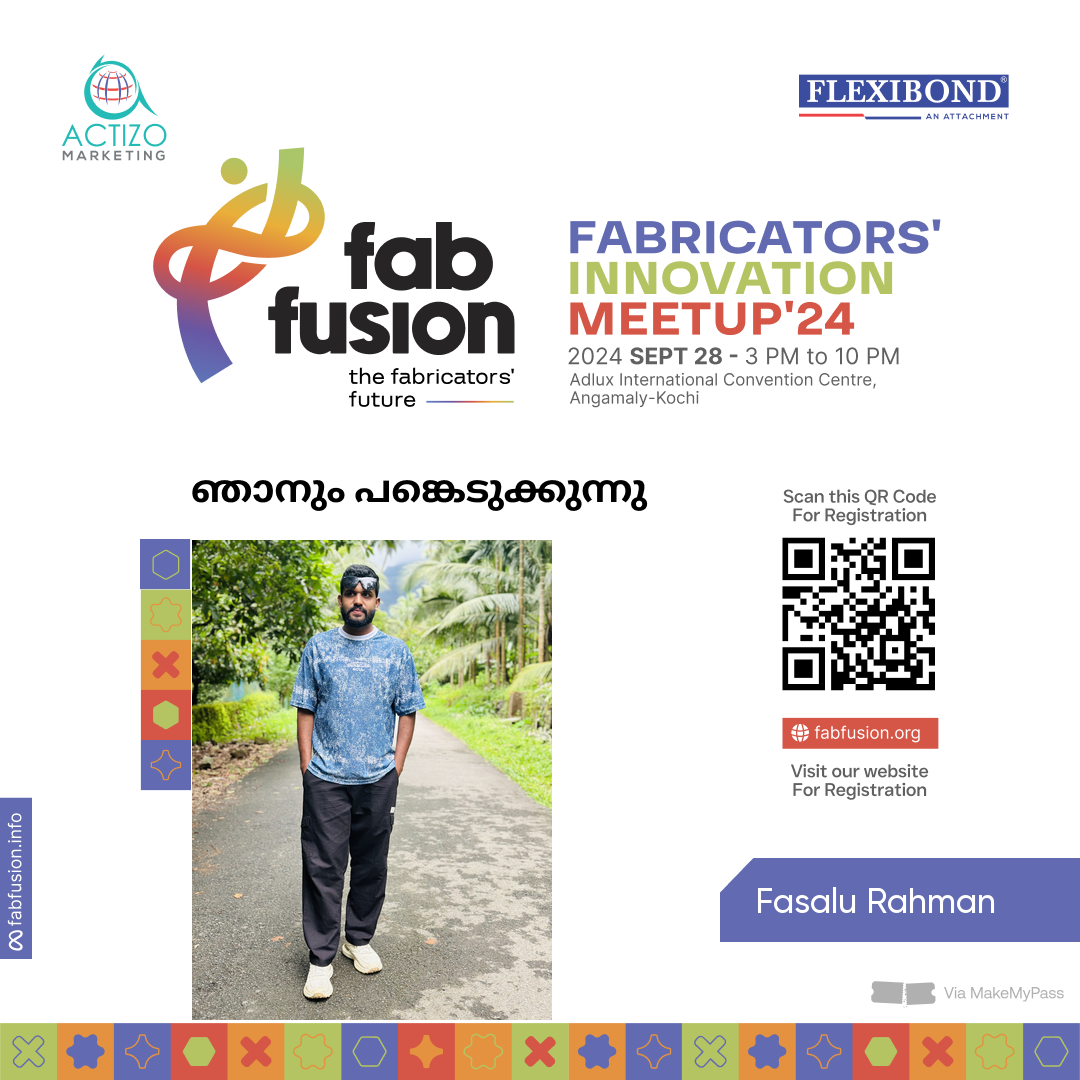 ACTIZO
MARKETING
FLEXIBOND®
AN ATTACHMENT
fab
fusion
the fabricators'
future
FABRICATORS'
INNOVATION
MEETUP'24
2024 SEPT 28 - 3 PM to 10 PM
Adlux International Convention Centre,
Angamaly-Kochi
ഞാനും പങ്കെടുക്കുന്നു
Scan this QR Code
For Registration
fabfusion.org
Visit our website
For Registration
fabfusion.info
Fasalu Rahman
Via MakeMyPass